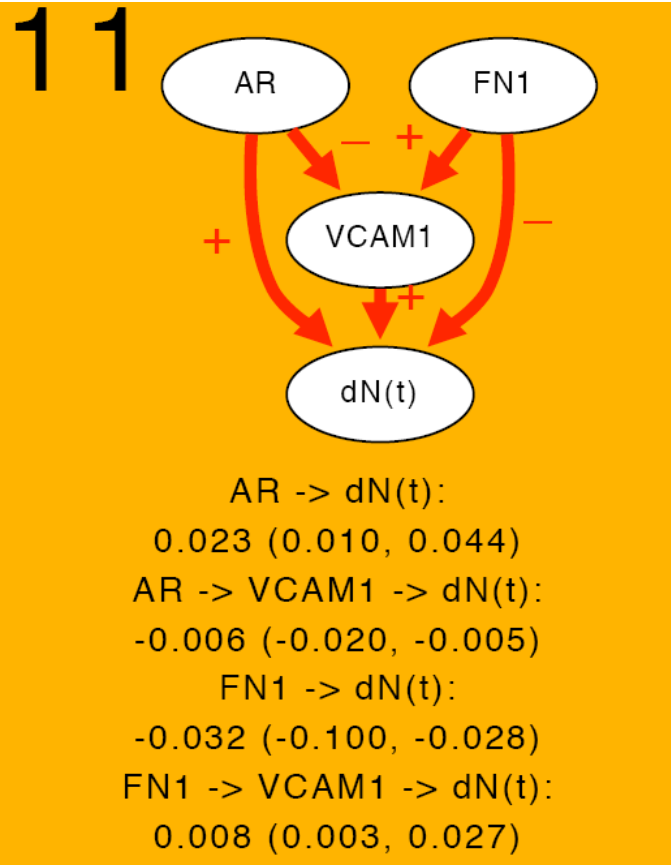 11
AR
FN1
– +
VCAM1
+
–
+
dN(t)
AR -> dN(t):
0.023 (0.010, 0.044)
AR -> VCAM1 -> dN(t):
-0.006 (-0.020, -0.005)
FN1 -> dN(t):
-0.032 (-0.100, -0.028)
FN1 -> VCAM1 -> dN(t):
0.008 (0.003, 0.027)